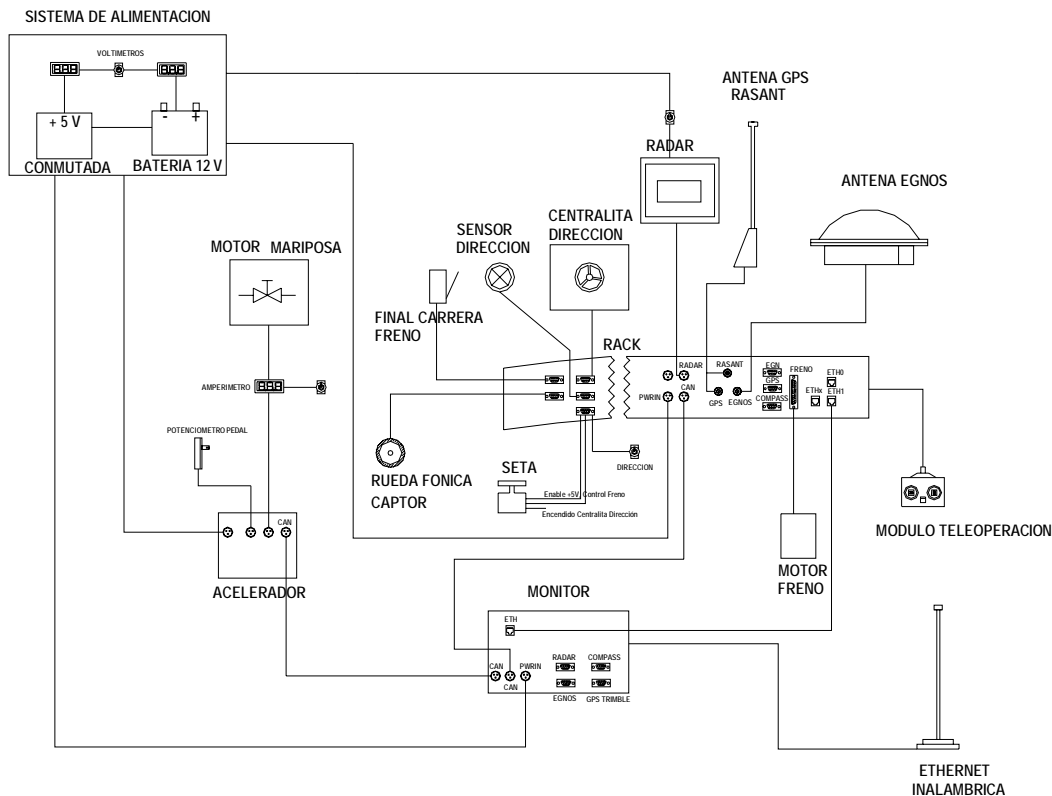 SISTEMA DE ALIMENTACION
VOLTIMETROS
+ 5 V
- +
CONMUTADA
BATERIA 12 V
ANTENA GPS
RASANT
RADAR
ANTENA EGNOS
MOTOR MARIPOSA
SENSOR
DIRECCION
CENTRALITA
DIRECCION
FINAL CARRERA
FRENO
RACK
AMPERIMETRO
RADAR
CAN
PWRIN
RASANT
GPS
EGNOS
EGN
GPS
COMPASS
FRENO
ETH0
ETHx
ETH1
POTENCIOMETRO PEDAL
RUEDA FONICA
CAPTOR
SETA
DIRECCION
Enable +5V, Control Freno
Encendido Centralita Dirección
CAN
ACELERADOR
MODULO TELEOPERACION
MOTOR
FRENO
MONITOR
ETH
RADAR
COMPASS
CAN
PWRIN
CAN
EGNOS
GPS TRIMBLE
ETHERNET
INALAMBRICA